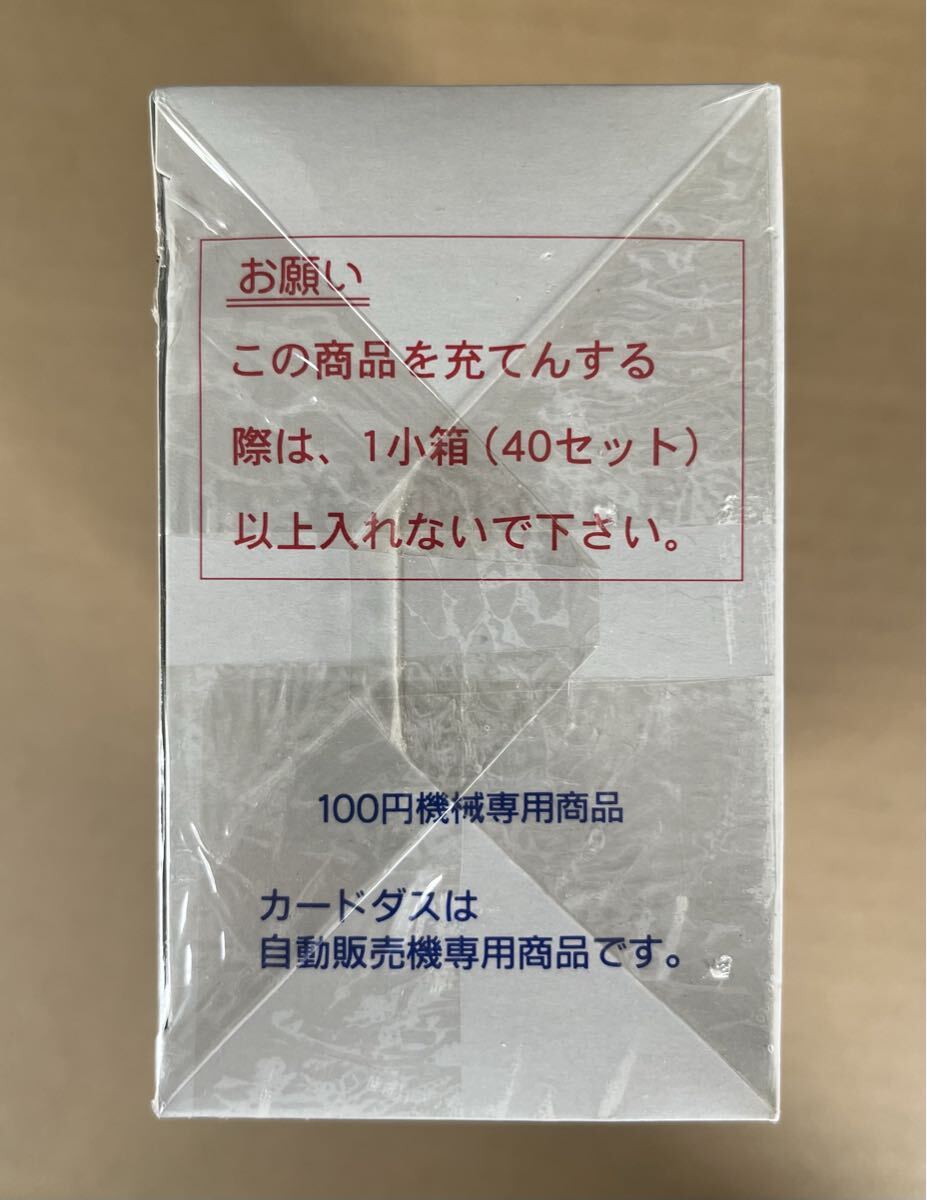 お願い
この商品を充てんする
際は、1小箱(40セット)
以上入れないで下さい。
100円機械専用商品
カードダスは
自動販売機専用商品です。